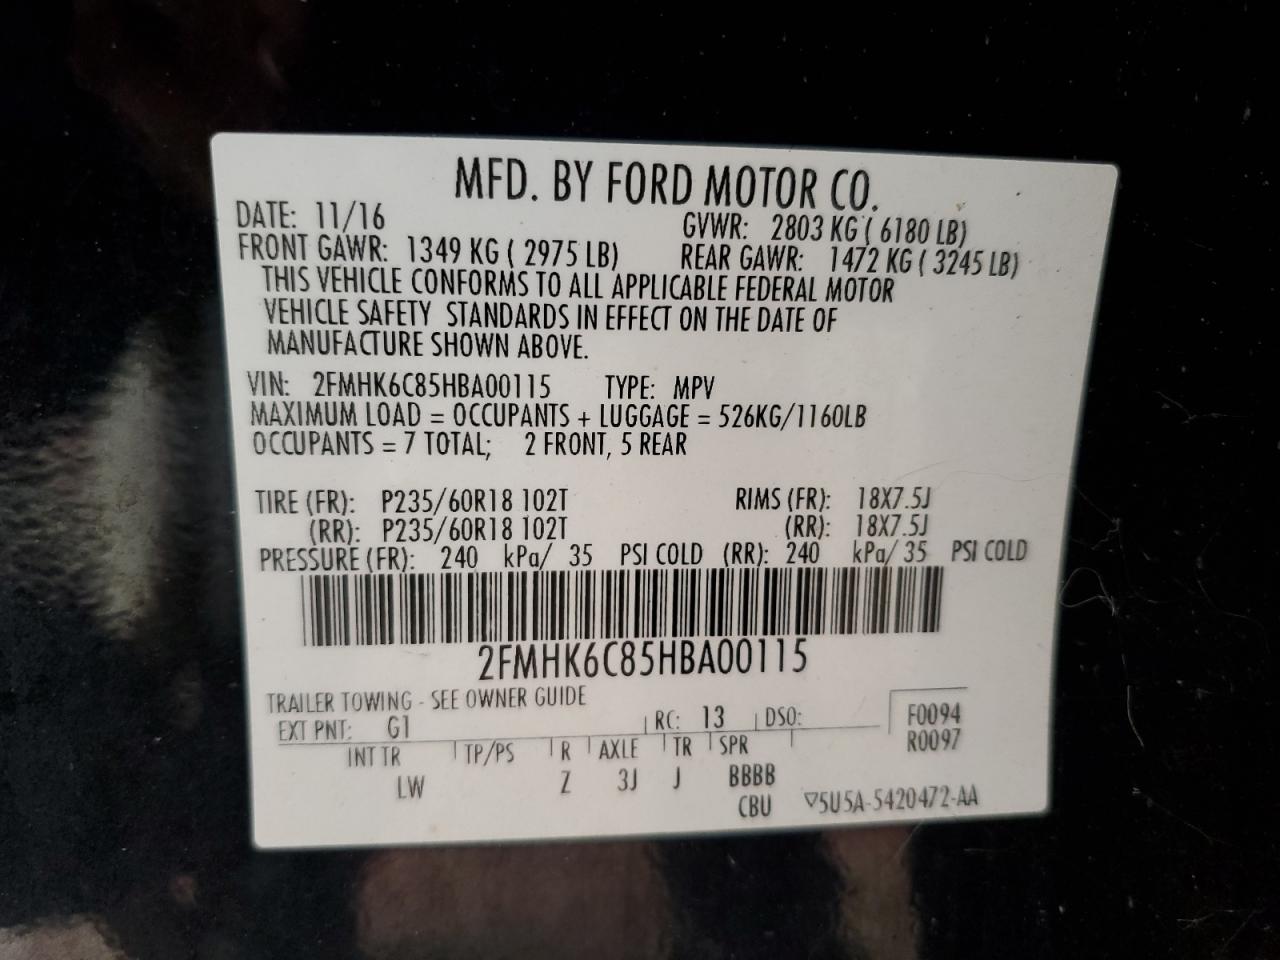 MFD. BY FORD MOTOR CO.
DATE: 11/16 GVWR: 2803 KG ( 6180 LB)
FRONT GAWR: 1349 KG ( 2975 LB) REAR GAWR: 1472 KG ( 3245 LB)
THIS VEHICLE CONFORMS TO ALL APPLICABLE FEDERAL MOTOR
VEHICLE SAFETY STANDARDS IN EFFECT ON THE DATE OF
MANUFACTURE SHOWN ABOVE.
VIN: 2FMHK6C85HBA00115 TYPE: MPV
MAXIMUM LOAD = OCCUPANTS + LUGGAGE = 526KG/1160LB
OCCUPANTS = 7 TOTAL; 2 FRONT, 5 REAR
TIRE (FR): P235/60R18 102T RIMS (FR): 18X7.5J
(RR): P235/60R18 102T (RR): 18X7.5J
PRESSURE (FR): 240 kPa/ 35 PSI COLD (RR): 240 kPa/ 35 PSI COLD
2FMHK6C85HBA00115
TRAILER TOWING - SEE OWNER GUIDE
EXT PNT: G1 RC: 13 DSO: F0094
R0097
INT TR TP/PS R AXLE TR SPR
LW Z 3J J BBBB
CBU ▽5U5A-5420472-AA